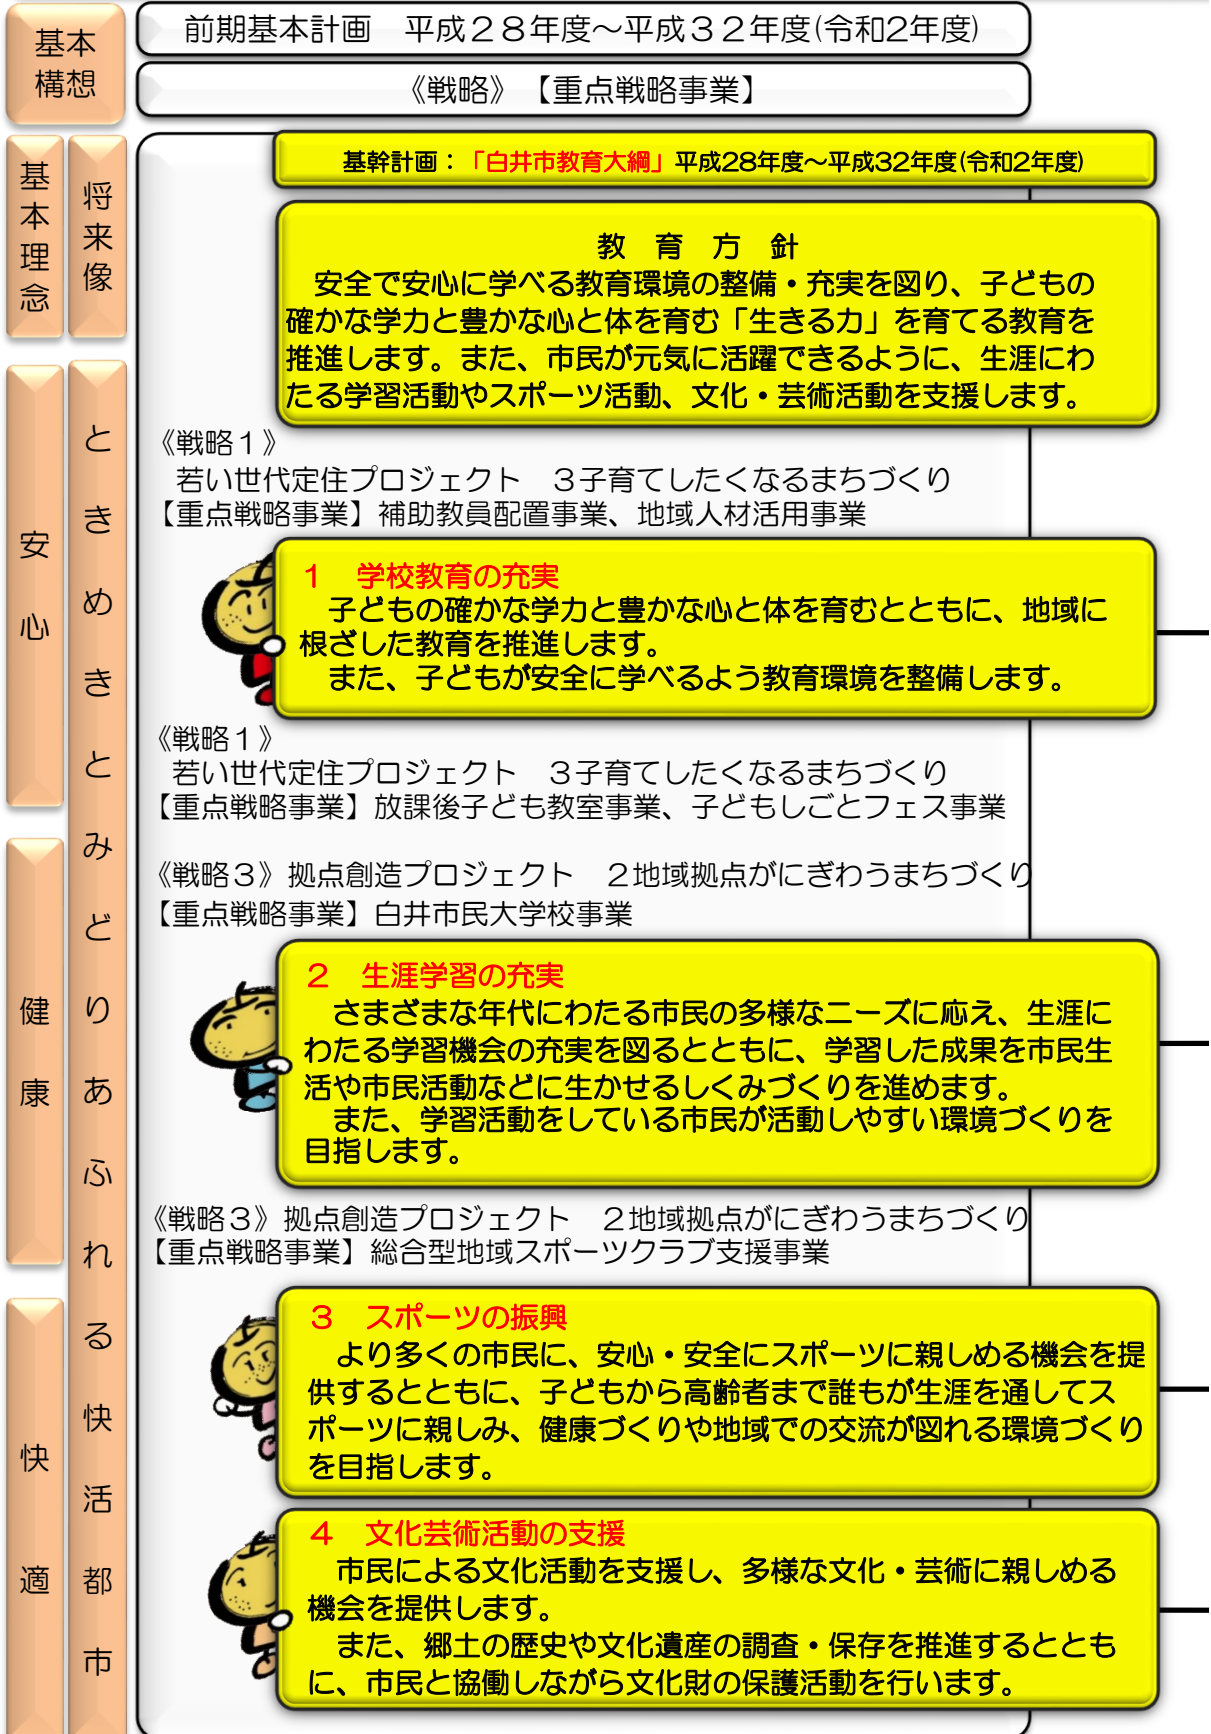 基本
構想
前期基本計画　平成２８年度～平成３２年度(令和2年度)
《戦略》【重点戦略事業】
基本理念
将来像
安心
健康
快適
ときめきとみどりあふれる快活都市
基幹計画：「白井市教育大綱」平成28年度～平成32年度(令和2年度)
教　育　方　針
安全で安心に学べる教育環境の整備・充実を図り、子どもの
確かな学力と豊かな心と体を育む「生きる力」を育てる教育を
推進します。また、市民が元気に活躍できるように、生涯にわ
たる学習活動やスポーツ活動、文化・芸術活動を支援します。
《戦略１》
若い世代定住プロジェクト　３子育てしたくなるまちづくり
【重点戦略事業】補助教員配置事業、地域人材活用事業
１　学校教育の充実
子どもの確かな学力と豊かな心と体を育むとともに、地域に
根ざした教育を推進します。
また、子どもが安全に学べるよう教育環境を整備します。
《戦略１》
若い世代定住プロジェクト　３子育てしたくなるまちづくり
【重点戦略事業】放課後子ども教室事業、子どもしごとフェス事業
《戦略３》拠点創造プロジェクト　２地域拠点がにぎわうまちづくり
【重点戦略事業】白井市民大学校事業
２　生涯学習の充実
さまざまな年代にわたる市民の多様なニーズに応え、生涯に
わたる学習機会の充実を図るとともに、学習した成果を市民生
活や市民活動などに生かせるしくみづくりを進めます。
また、学習活動をしている市民が活動しやすい環境づくりを
目指します。
《戦略３》拠点創造プロジェクト　２地域拠点がにぎわうまちづくり
【重点戦略事業】総合型地域スポーツクラブ支援事業
３　スポーツの振興
より多くの市民に、安心・安全にスポーツに親しめる機会を提
供するとともに、子どもから高齢者まで誰もが生涯を通してス
ポーツに親しみ、健康づくりや地域での交流が図れる環境づくり
を目指します。
４　文化芸術活動の支援
市民による文化活動を支援し、多様な文化・芸術に親しめる
機会を提供します。
また、郷土の歴史や文化遺産の調査・保存を推進するととも
に、市民と協働しながら文化財の保護活動を行います。